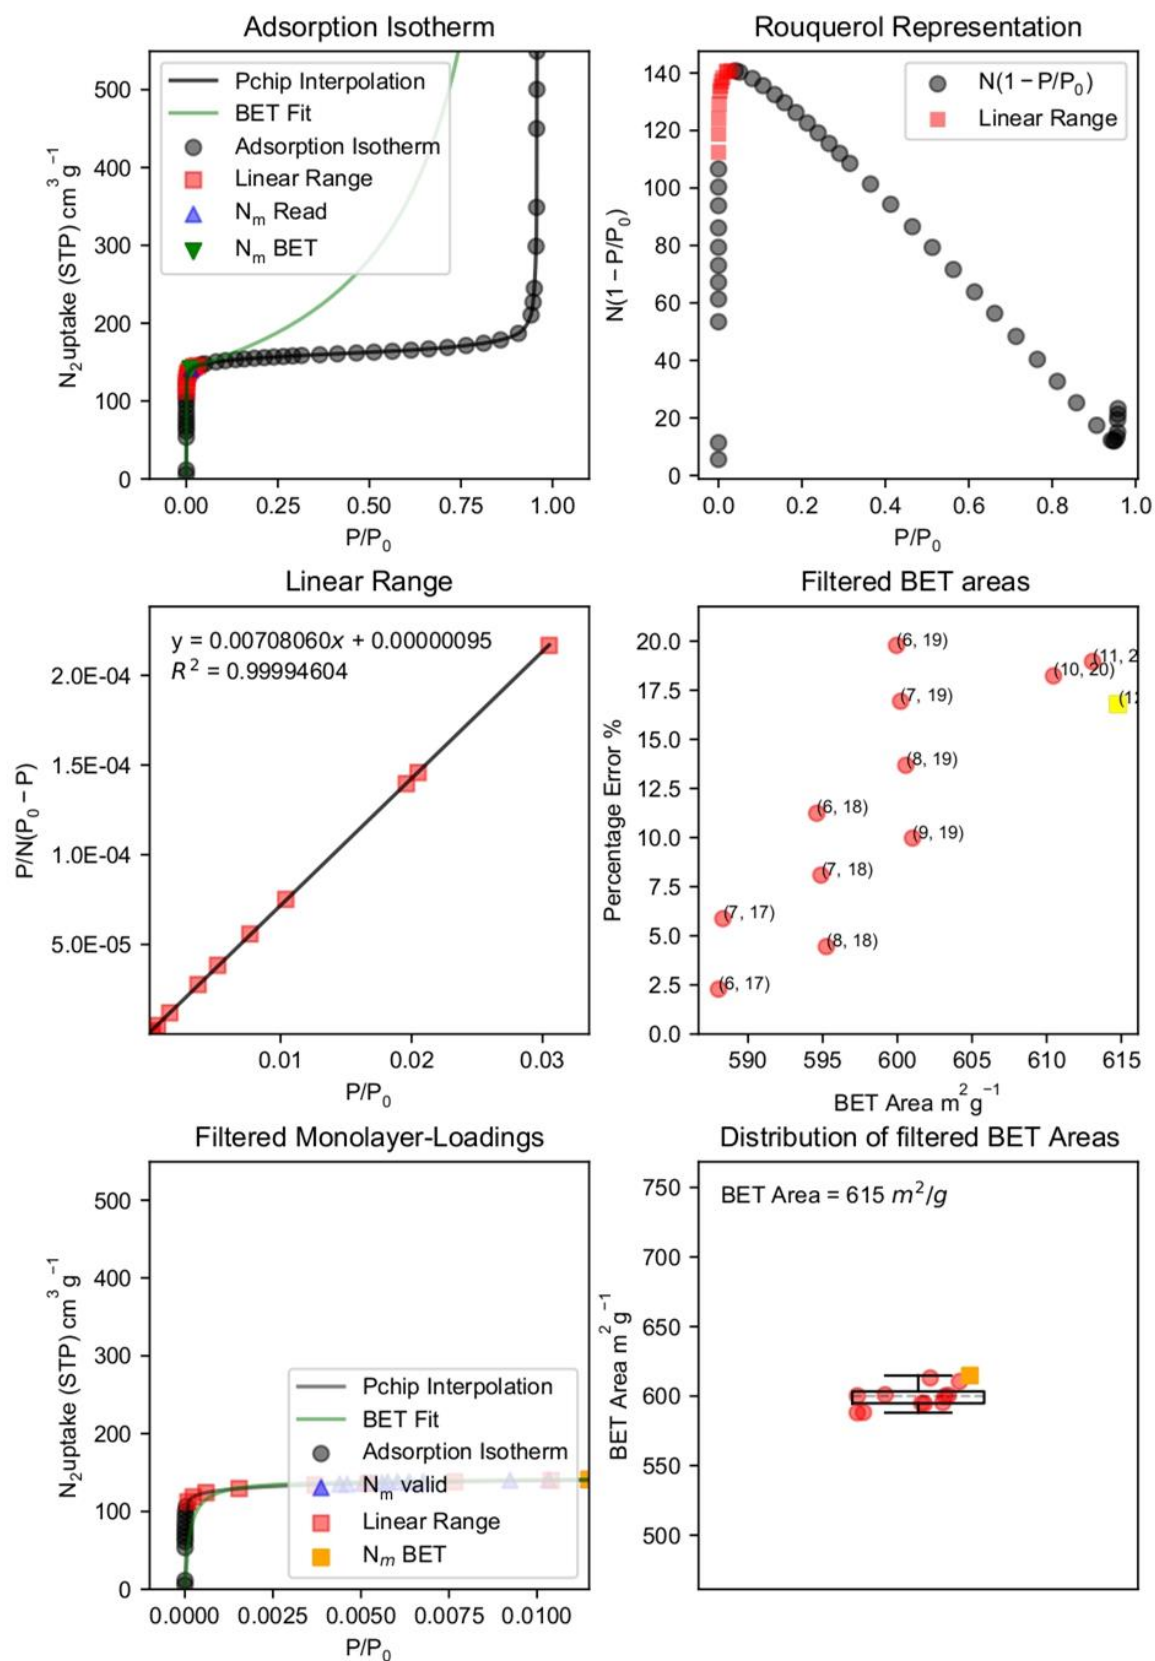 Adsorption Isotherm
N₂uptake (STP) cm³g⁻¹
500
400
300
200
100
0
Pchip Interpolation
BET Fit
Adsorption Isotherm
Linear Range
Nₘ Read
Nₘ BET
0.00 0.25 0.50 0.75 1.00
P/P₀
Rouquerol Representation
N(1 − P/P₀)
140
120
100
80
60
40
20
0
N(1 − P/P₀)
Linear Range
0.0 0.2 0.4 0.6 0.8 1.0
P/P₀
Linear Range
y = 0.00708060x + 0.00000095
R² = 0.99994604
P/N(P₀ − P)
2.0E-04
1.5E-04
1.0E-04
5.0E-05
0.01 0.02 0.03
P/P₀
Filtered BET areas
Percentage Error %
20.0
17.5
15.0
12.5
10.0
7.5
5.0
2.5
0.0
(6, 19)
(11, 2
(10, 20)
(7, 19)
(12
(8, 19)
(6, 18)
(9, 19)
(7, 18)
(7, 17)
(8, 18)
(6, 17)
590 595 600 605 610 615
BET Area m²g⁻¹
Filtered Monolayer-Loadings
N₂uptake (STP) cm³g⁻¹
500
400
300
200
100
0
Pchip Interpolation
BET Fit
Adsorption Isotherm
Nₘ valid
Linear Range
Nₘ BET
0.0000 0.0025 0.0050 0.0075 0.0100
P/P₀
Distribution of filtered BET Areas
BET Area = 615 m²/g
BET Area m²g⁻¹
750
700
650
600
550
500